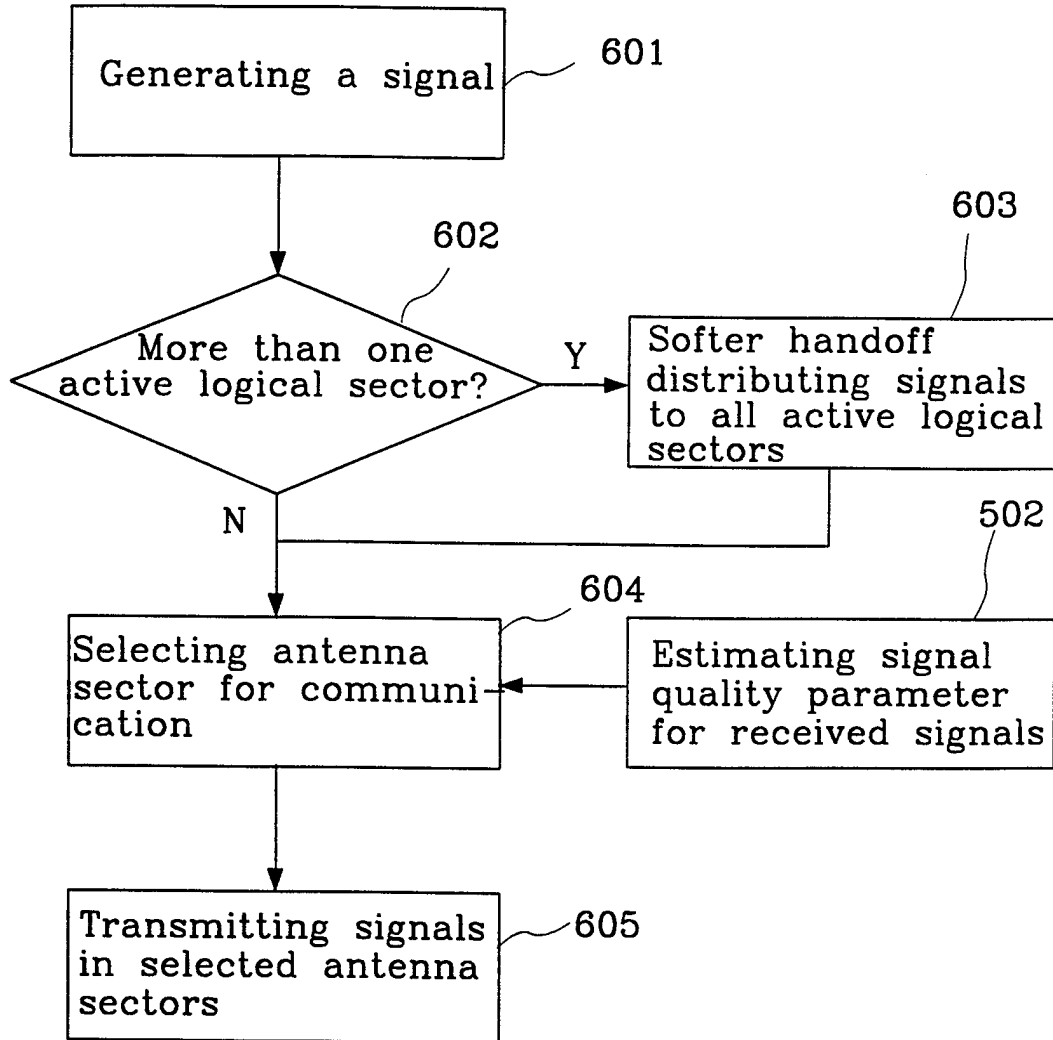 Generating a signal
601
602
More than one
active logical sector?
Y
N
603
Softer handoff
distributing signals
to all active logical
sectors
604
Selecting antenna
sector for communi-
cation
502
Estimating signal
quality parameter
for received signals
Transmitting signals
in selected antenna
sectors
605